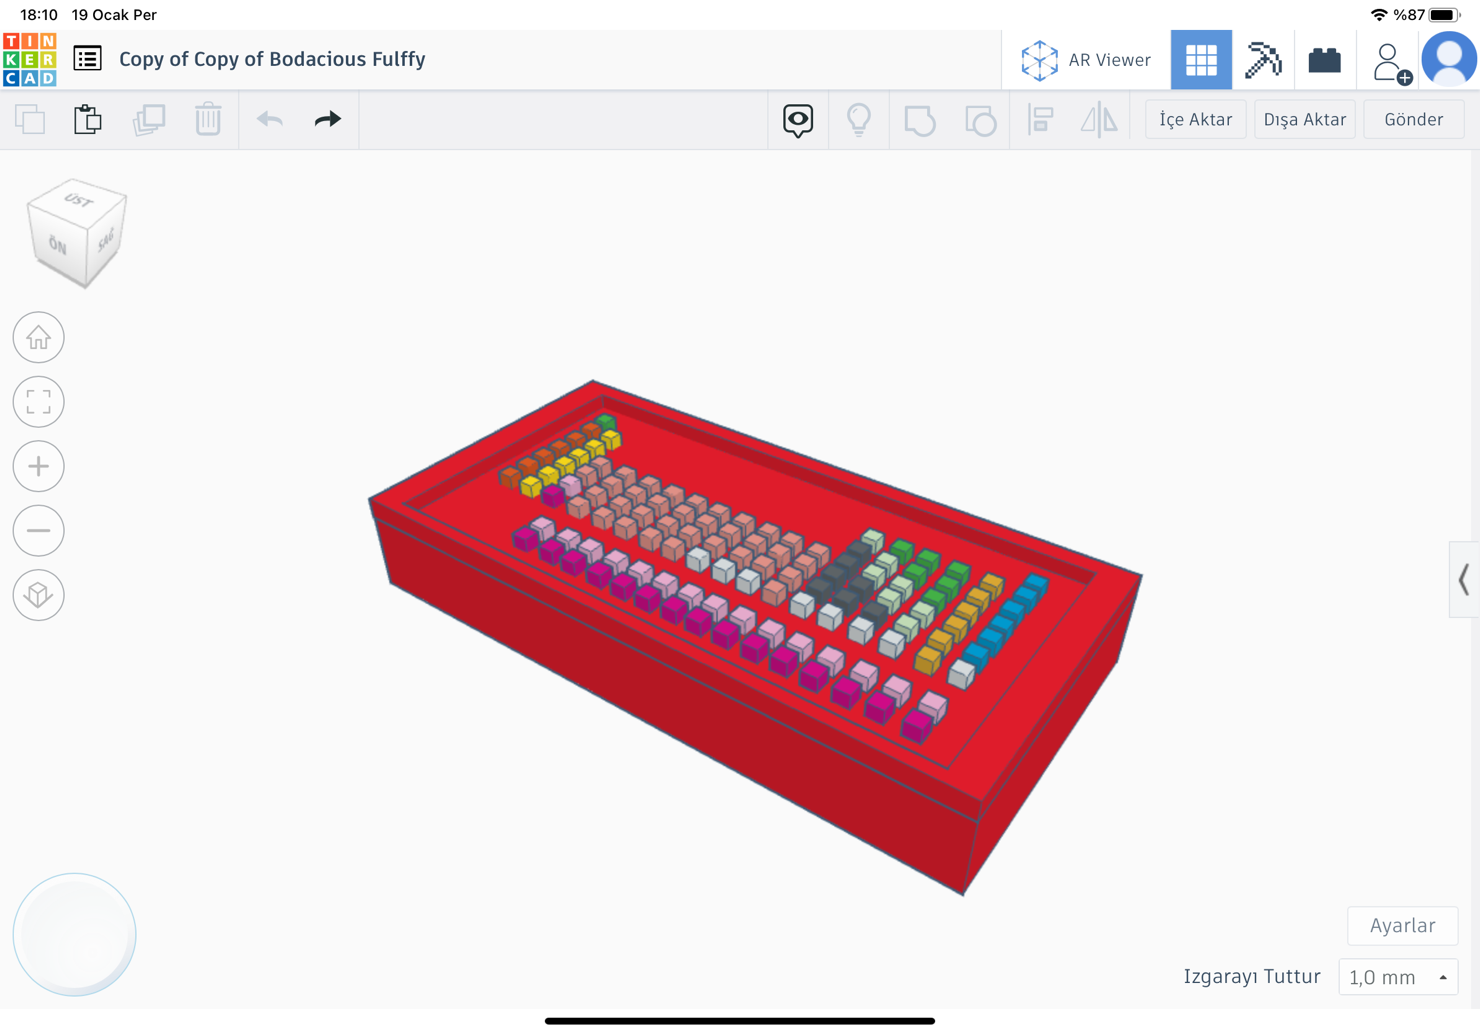 18:10 19 Ocak Per
%87
TIN
KER
CAD
Copy of Copy of Bodacious Fulffy
AR Viewer
İçe Aktar
Dışa Aktar
Gönder
ÜST
ÖN
SAĞ
Ayarlar
Izgarayı Tuttur
1,0 mm